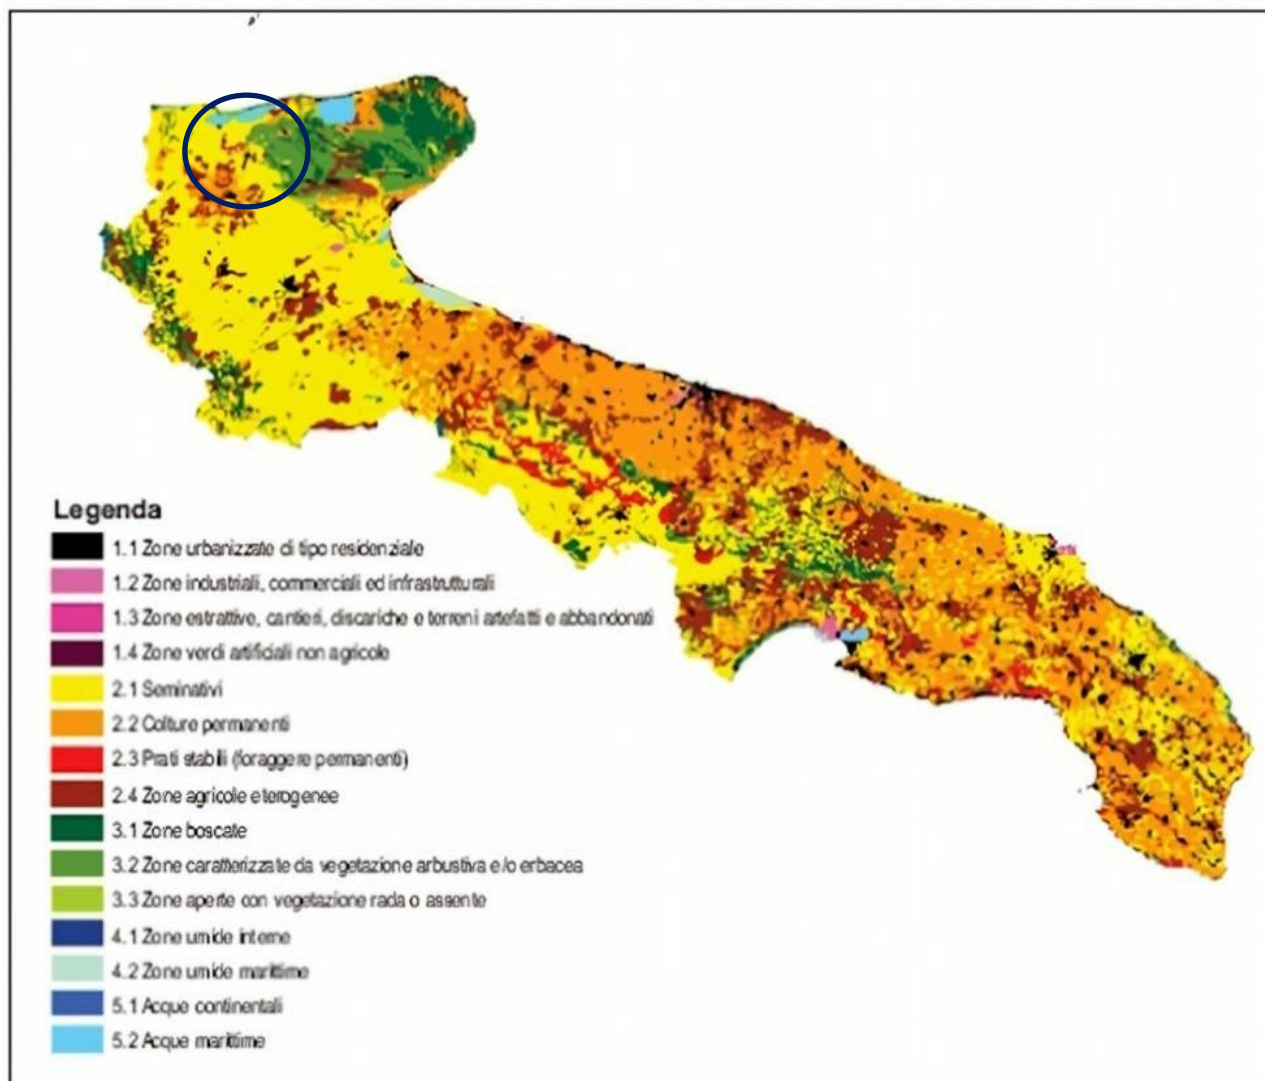 Legenda
1.1 Zone urbanizzate di tipo residenziale
1.2 Zone industriali, commerciali ed infrastrutturali
1.3 Zone estrattive, cantieri, discariche e terreni artefatti e abbandonati
1.4 Zone verdi artificiali non agricole
2.1 Seminativi
2.2 Colture permanenti
2.3 Prati stabili (foraggere permanenti)
2.4 Zone agricole eterogenee
3.1 Zone boscate
3.2 Zone caratterizzate da vegetazione arbustiva e/o erbacea
3.3 Zone aperte con vegetazione rada o assente
4.1 Zone umide interne
4.2 Zone umide marittime
5.1 Acque continentali
5.2 Acque marittime